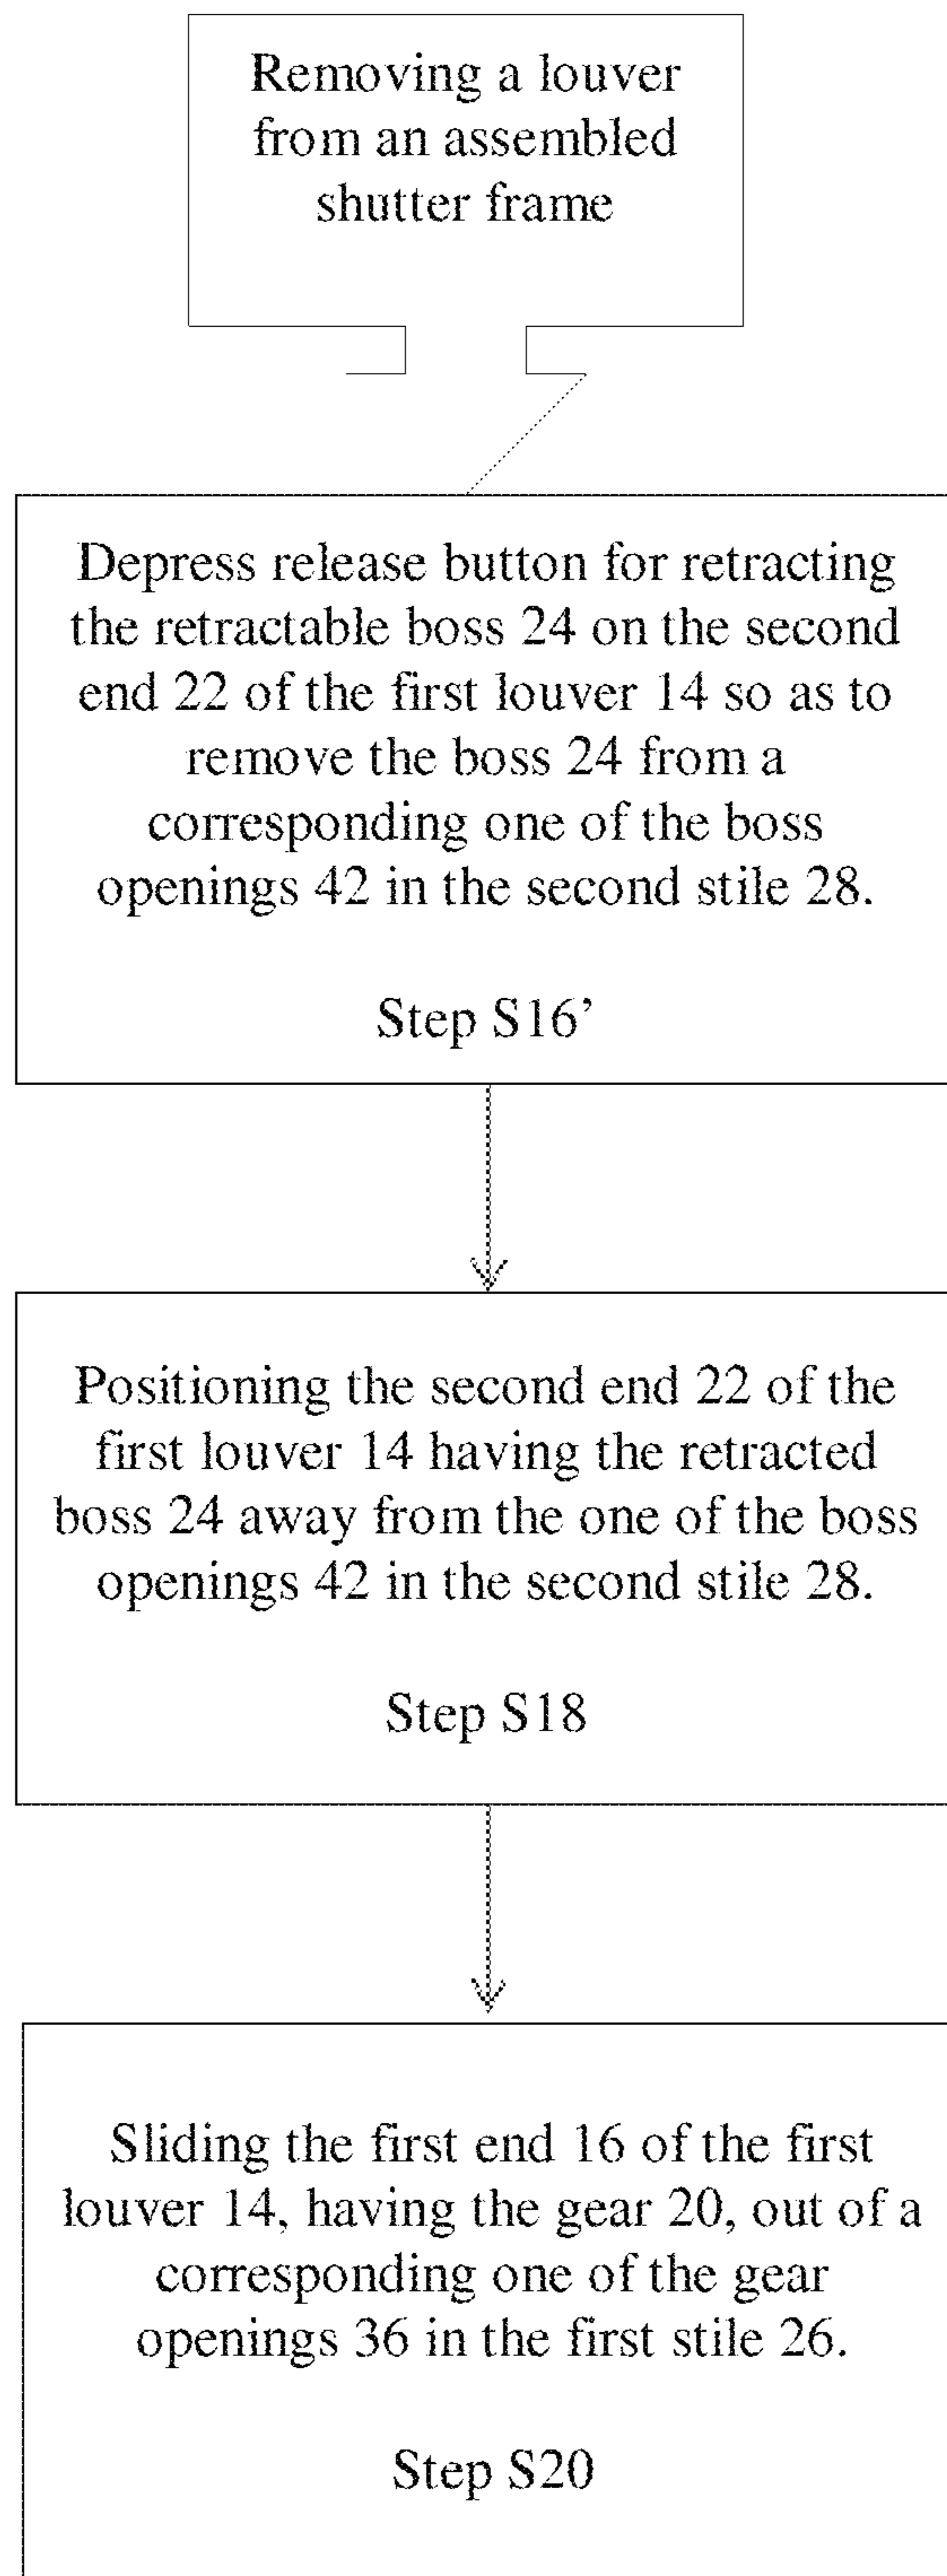 Removing a louver
from an assembled
shutter frame
Depress release button for retracting
the retractable boss 24 on the second
end 22 of the first louver 14 so as to
remove the boss 24 from a
corresponding one of the boss
openings 42 in the second stile 28.
Step S16’
Positioning the second end 22 of the
first louver 14 having the retracted
boss 24 away from the one of the boss
openings 42 in the second stile 28.
Step S18
Sliding the first end 16 of the first
louver 14, having the gear 20, out of a
corresponding one of the gear
openings 36 in the first stile 26.
Step S20